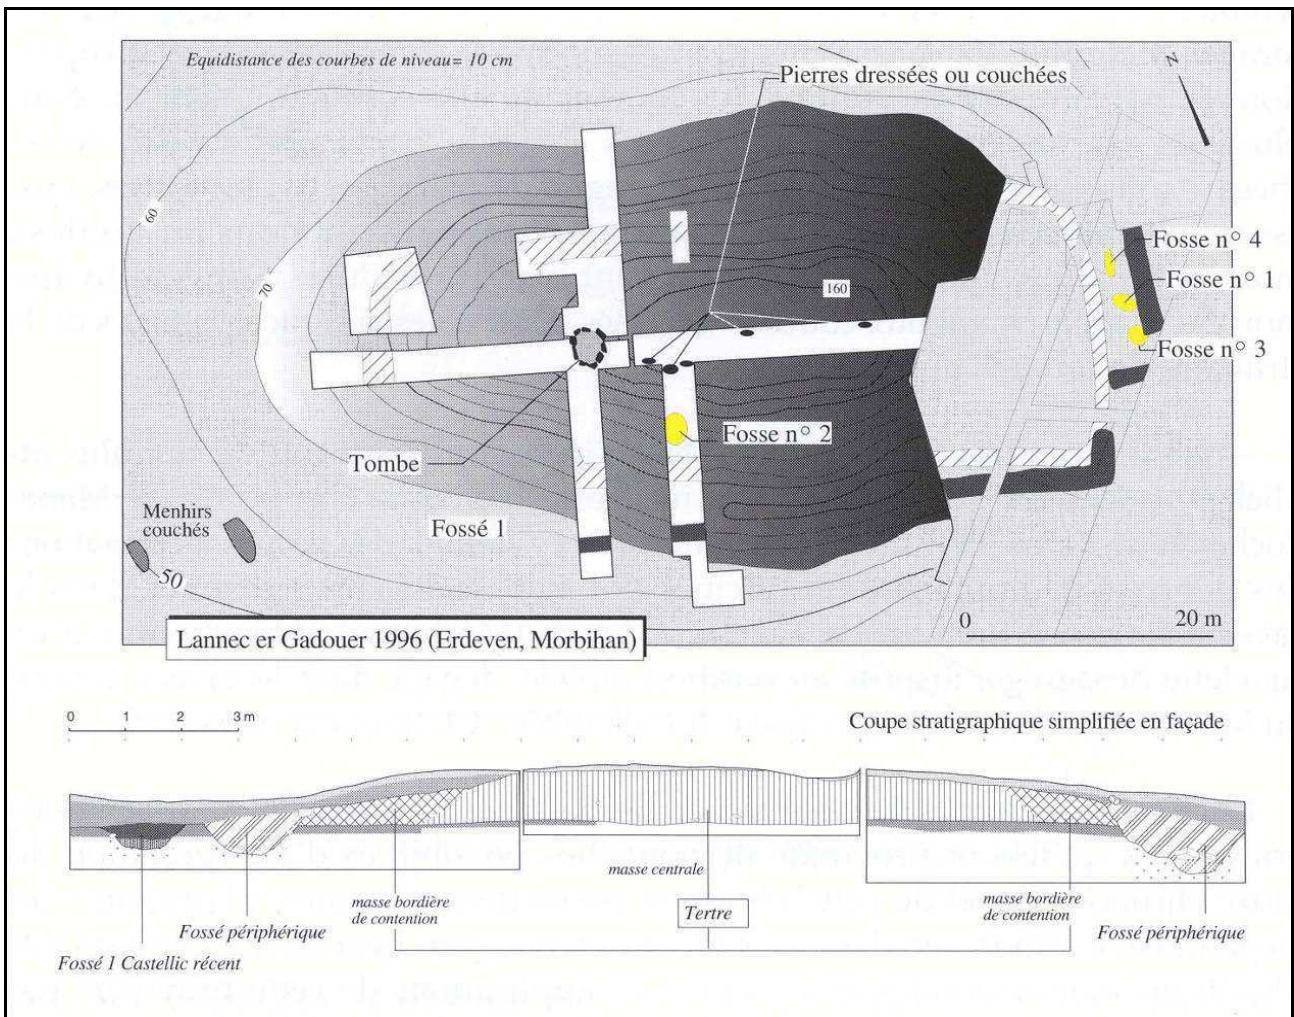 Equidistance des courbes de niveau= 10 cm
Pierres dressées ou couchées
N
60
70
160
Fosse n° 4
Fosse n° 1
Fosse n° 3
Fosse n° 2
Tombe
Fossé 1
Menhirs
couchés
50
0 20 m
Lannec er Gadouer 1996 (Erdeven, Morbihan)
0 1 2 3 m
Coupe stratigraphique simplifiée en façade
masse centrale
masse bordière
de contention
Tertre
masse bordière
de contention
Fossé périphérique
Fossé périphérique
Fossé 1 Castellic récent